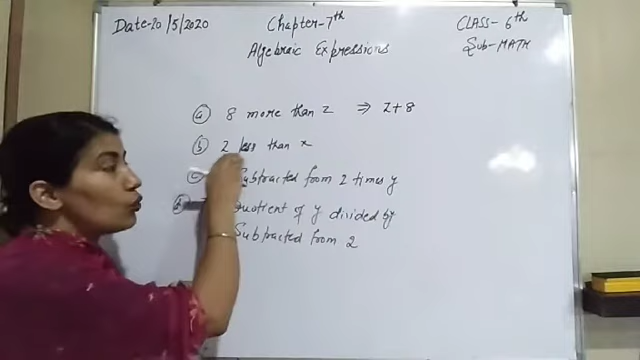 Date-20/5/2020
Chapter-7th
CLASS-6th
Algebraic Expressions
Sub-MATH
(a) 8 more than z ⇒ z+8
(b) 2 less than x
Subtracted from 2 times y
(d) Quotient of y divided by
Subtracted from 2